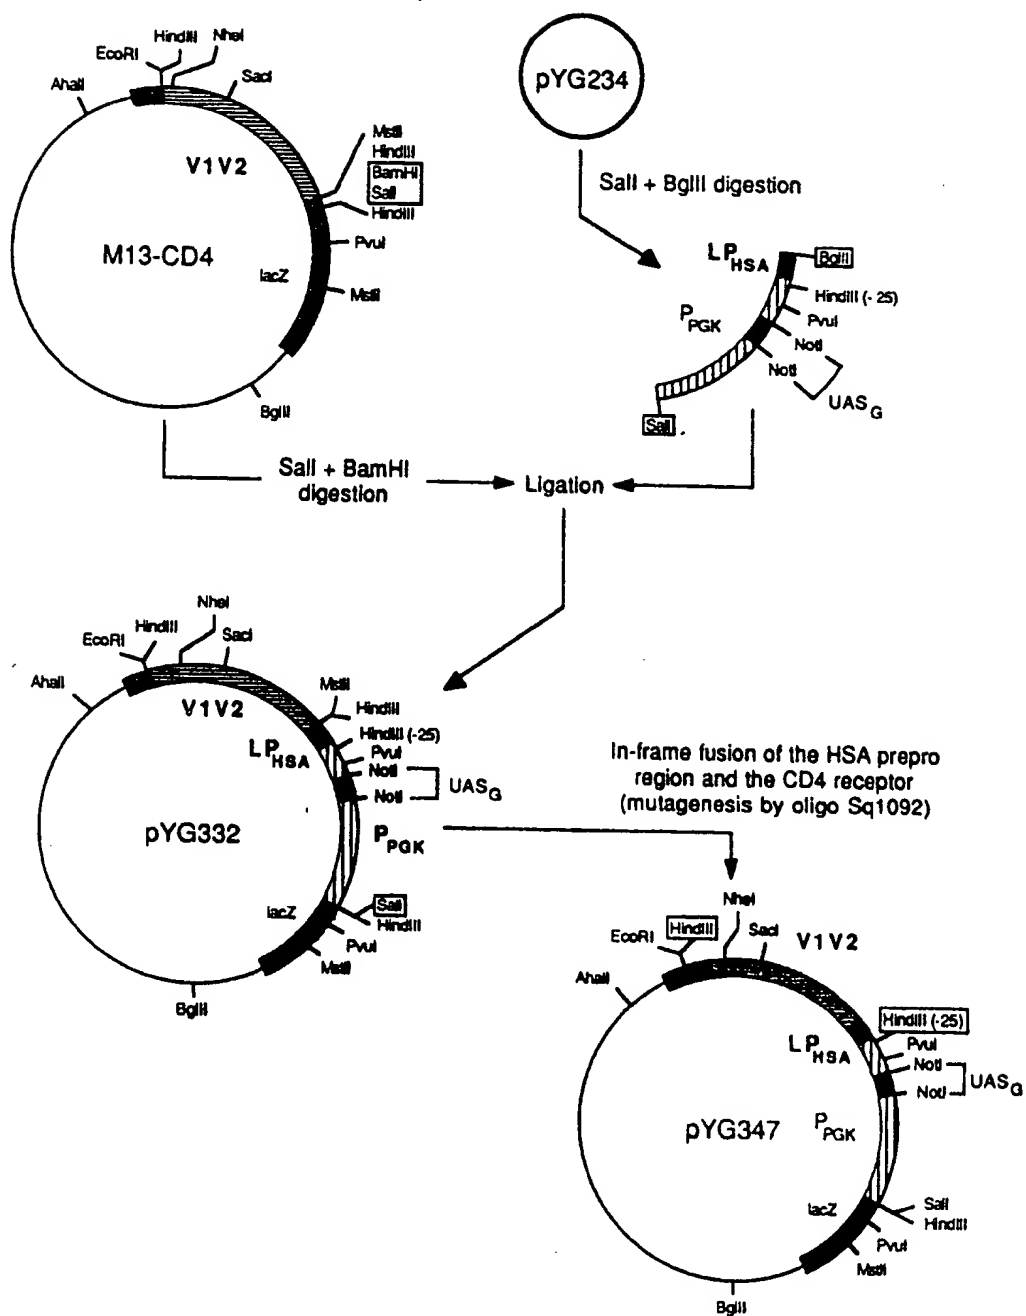 EcoRI
HindIII
NheI
AhaII
SacI
V1V2
MstII
HindIII
BamHI
SalI
HindIII
PvuI
M13-CD4
lacZ
MstII
BglII
pYG234
SalI + BglII digestion
LP HSA
BglII
HindIII (-25)
P PGK
PvuI
NotI
NotI
UAS G
SalI
SalI + BamHI
digestion
Ligation
NheI
HindIII
EcoRI
SacI
AhaII
V1V2
MstII
HindIII
LP HSA
HindIII (-25)
PvuI
NotI
UAS G
NotI
pYG332
P PGK
lacZ
SalI
HindIII
PvuI
MstII
BglII
In-frame fusion of the HSA prepro
region and the CD4 receptor
(mutagenesis by oligo Sq1092)
NheI
HindIII
EcoRI
SacI
V1V2
AhaII
HindIII (-25)
LP HSA
PvuI
NotI
UAS G
NotI
pYG347
P PGK
lacZ
SalI
HindIII
PvuI
MstII
BglII